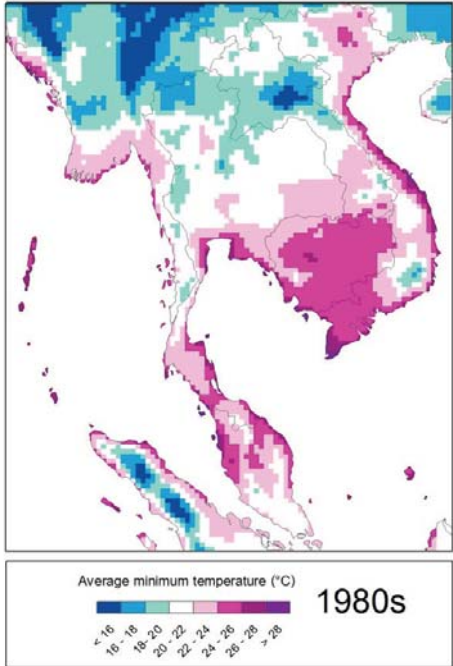 Average minimum temperature (°C)
1980s
< 16
16 - 18
18- 20
20 - 22
22 - 24
24 - 26
26 - 28
> 28